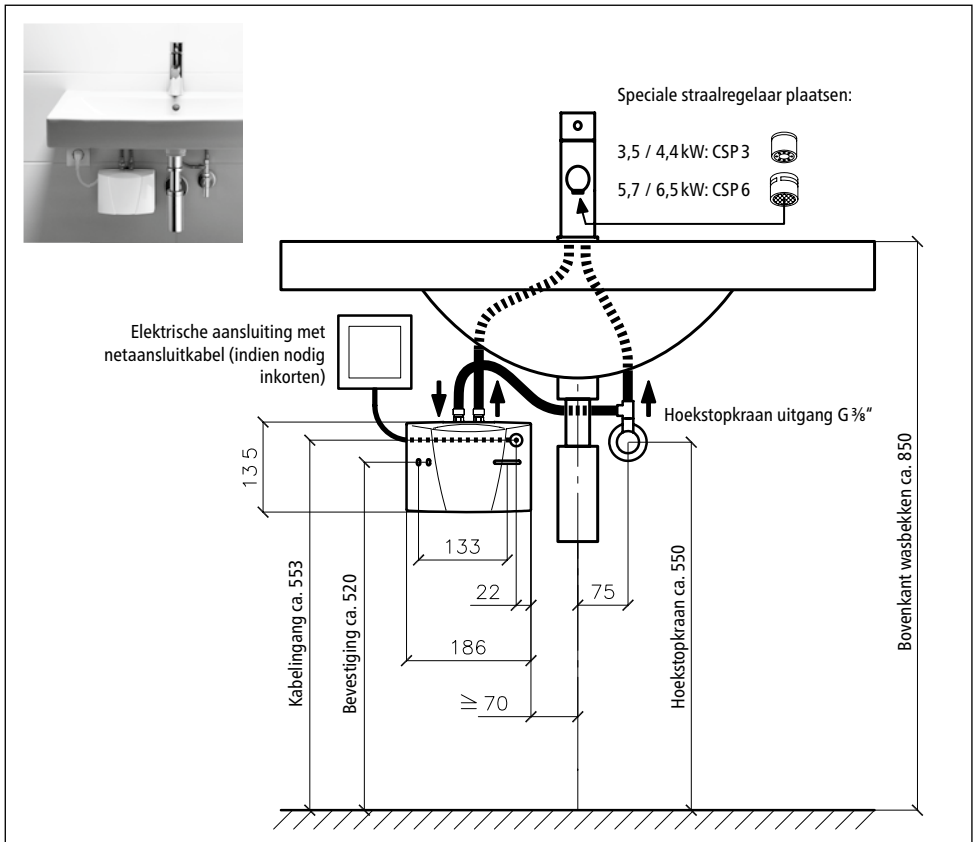 Speciale straalregelaar plaatsen:
3,5 / 4,4 kW: CSP 3
5,7 / 6,5 kW: CSP 6
Elektrische aansluiting met
netaansluitkabel (indien nodig
inkorten)
Hoekstopkraan uitgang G ⅜“
135
133
22
75
186
≥ 70
Kabelingang ca. 553
Bevestiging ca. 520
Hoekstopkraan ca. 550
Bovenkant wasbekken ca. 850